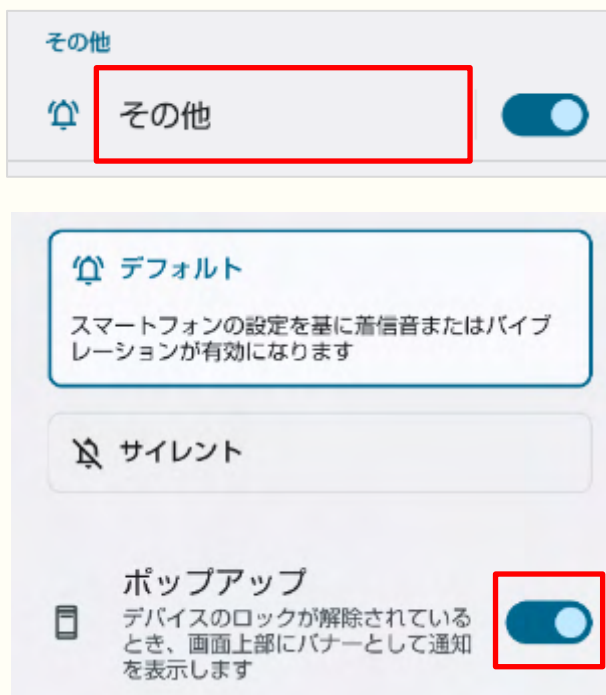 その他
その他
デフォルト
スマートフォンの設定を基に着信音またはバイブ
レーションが有効になります
サイレント
ポップアップ
デバイスのロックが解除されている
とき、画面上部にバナーとして通知
を表示します